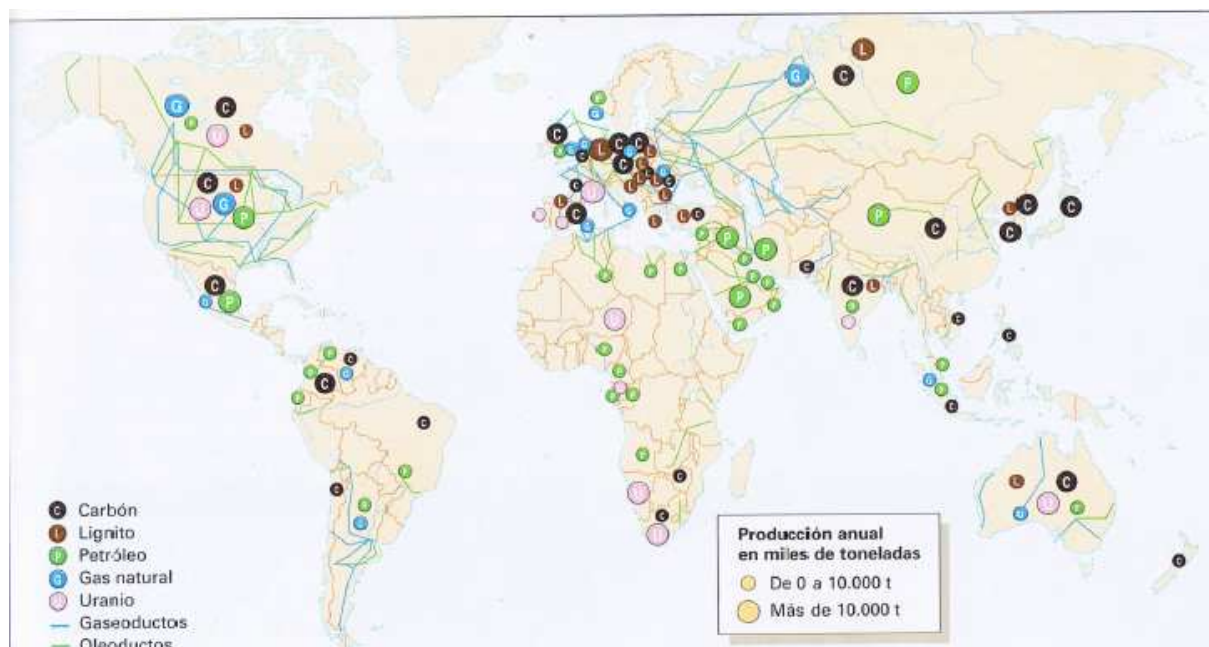 Carbón
Lignito
Petróleo
Gas natural
Uranio
Gaseoductos
Oleoductos
Producción anual
en miles de toneladas
De 0 a 10.000 t
Más de 10.000 t